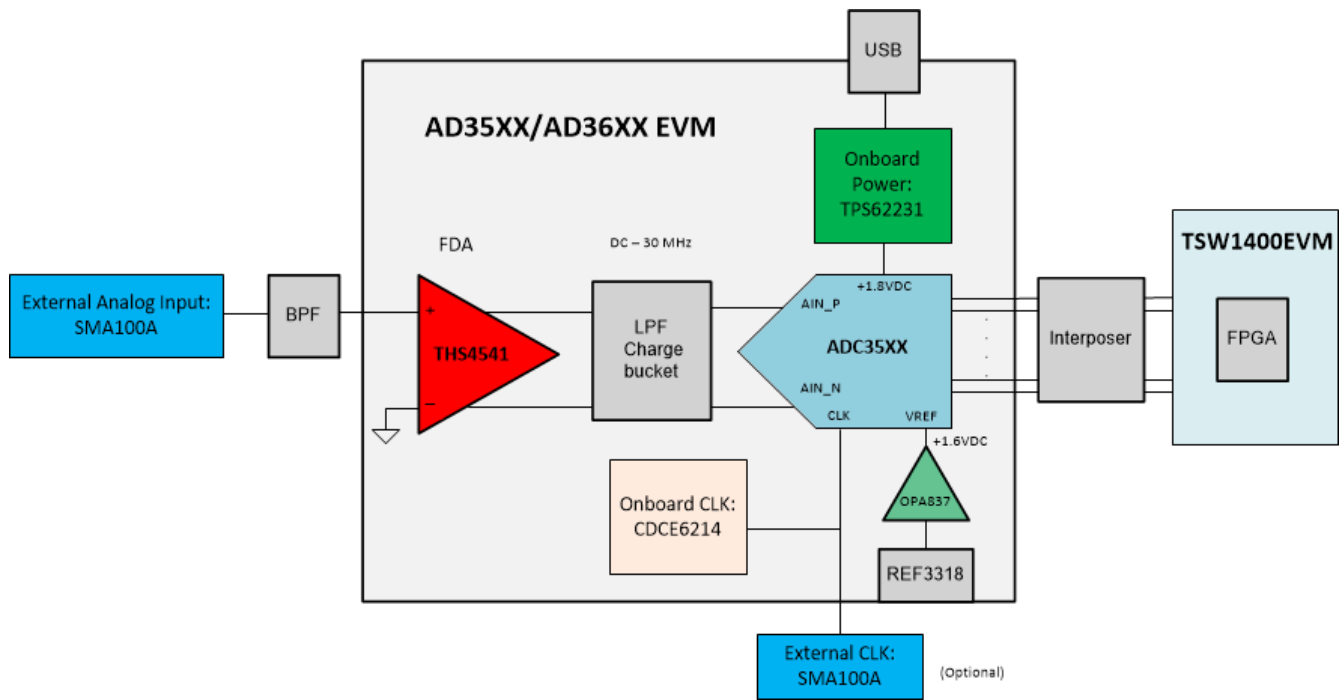 USB
AD35XX/AD36XX EVM
Onboard
Power:
TPS62231
FDA
DC – 30 MHz
TSW1400EVM
External Analog Input:
SMA100A
BPF
+
THS4541
–
LPF
Charge
bucket
+1.8VDC
AIN_P
ADC35XX
AIN_N
CLK
VREF
Interposer
FPGA
+1.6VDC
OPA837
Onboard CLK:
CDCE6214
REF3318
External CLK:
SMA100A
(Optional)